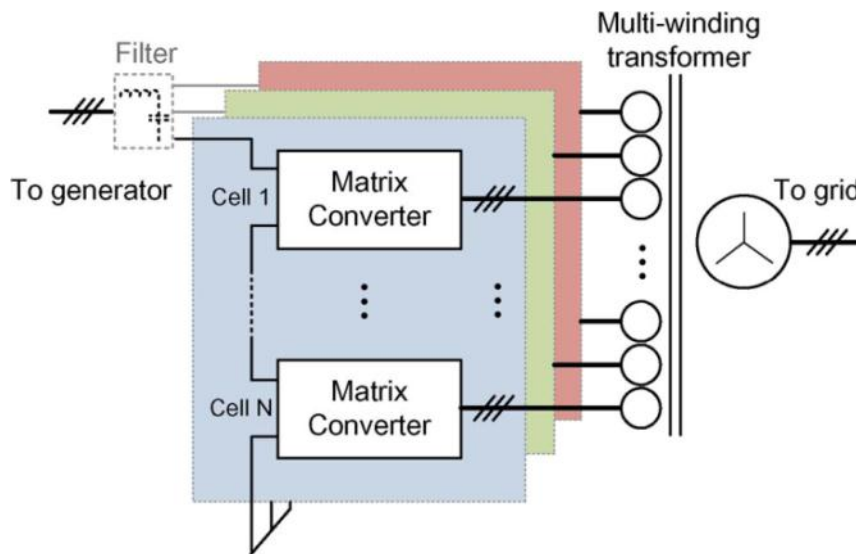 Multi-winding
transformer
Filter
To generator
Cell 1
Matrix
Converter
To grid
Cell N
Matrix
Converter